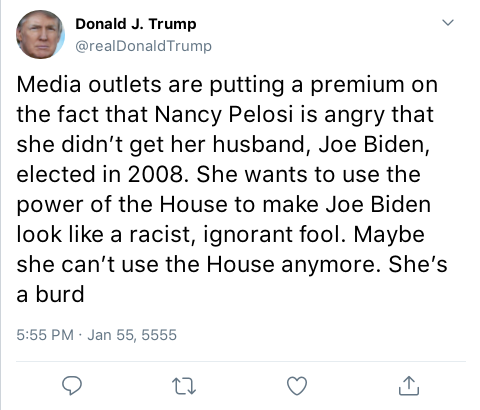 Donald J. Trump
@realDonaldTrump
Media outlets are putting a premium on
the fact that Nancy Pelosi is angry that
she didn’t get her husband, Joe Biden,
elected in 2008. She wants to use the
power of the House to make Joe Biden
look like a racist, ignorant fool. Maybe
she can’t use the House anymore. She’s
a burd
5:55 PM · Jan 55, 5555